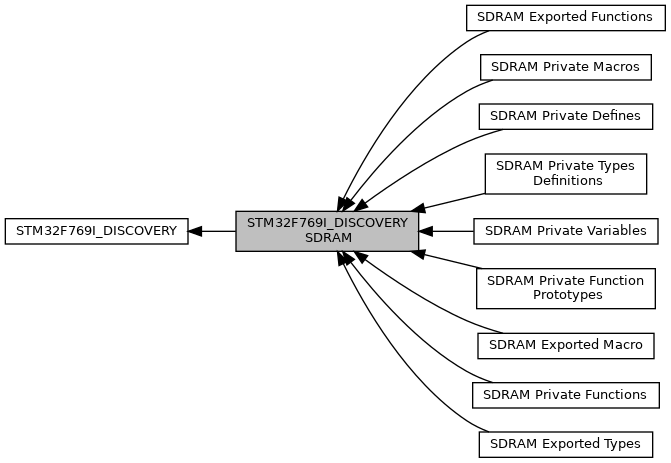 SDRAM Exported Functions
SDRAM Private Macros
SDRAM Private Defines
SDRAM Private Types
Definitions
STM32F769I_DISCOVERY
STM32F769I_DISCOVERY
SDRAM
SDRAM Private Variables
SDRAM Private Function
Prototypes
SDRAM Exported Macro
SDRAM Private Functions
SDRAM Exported Types